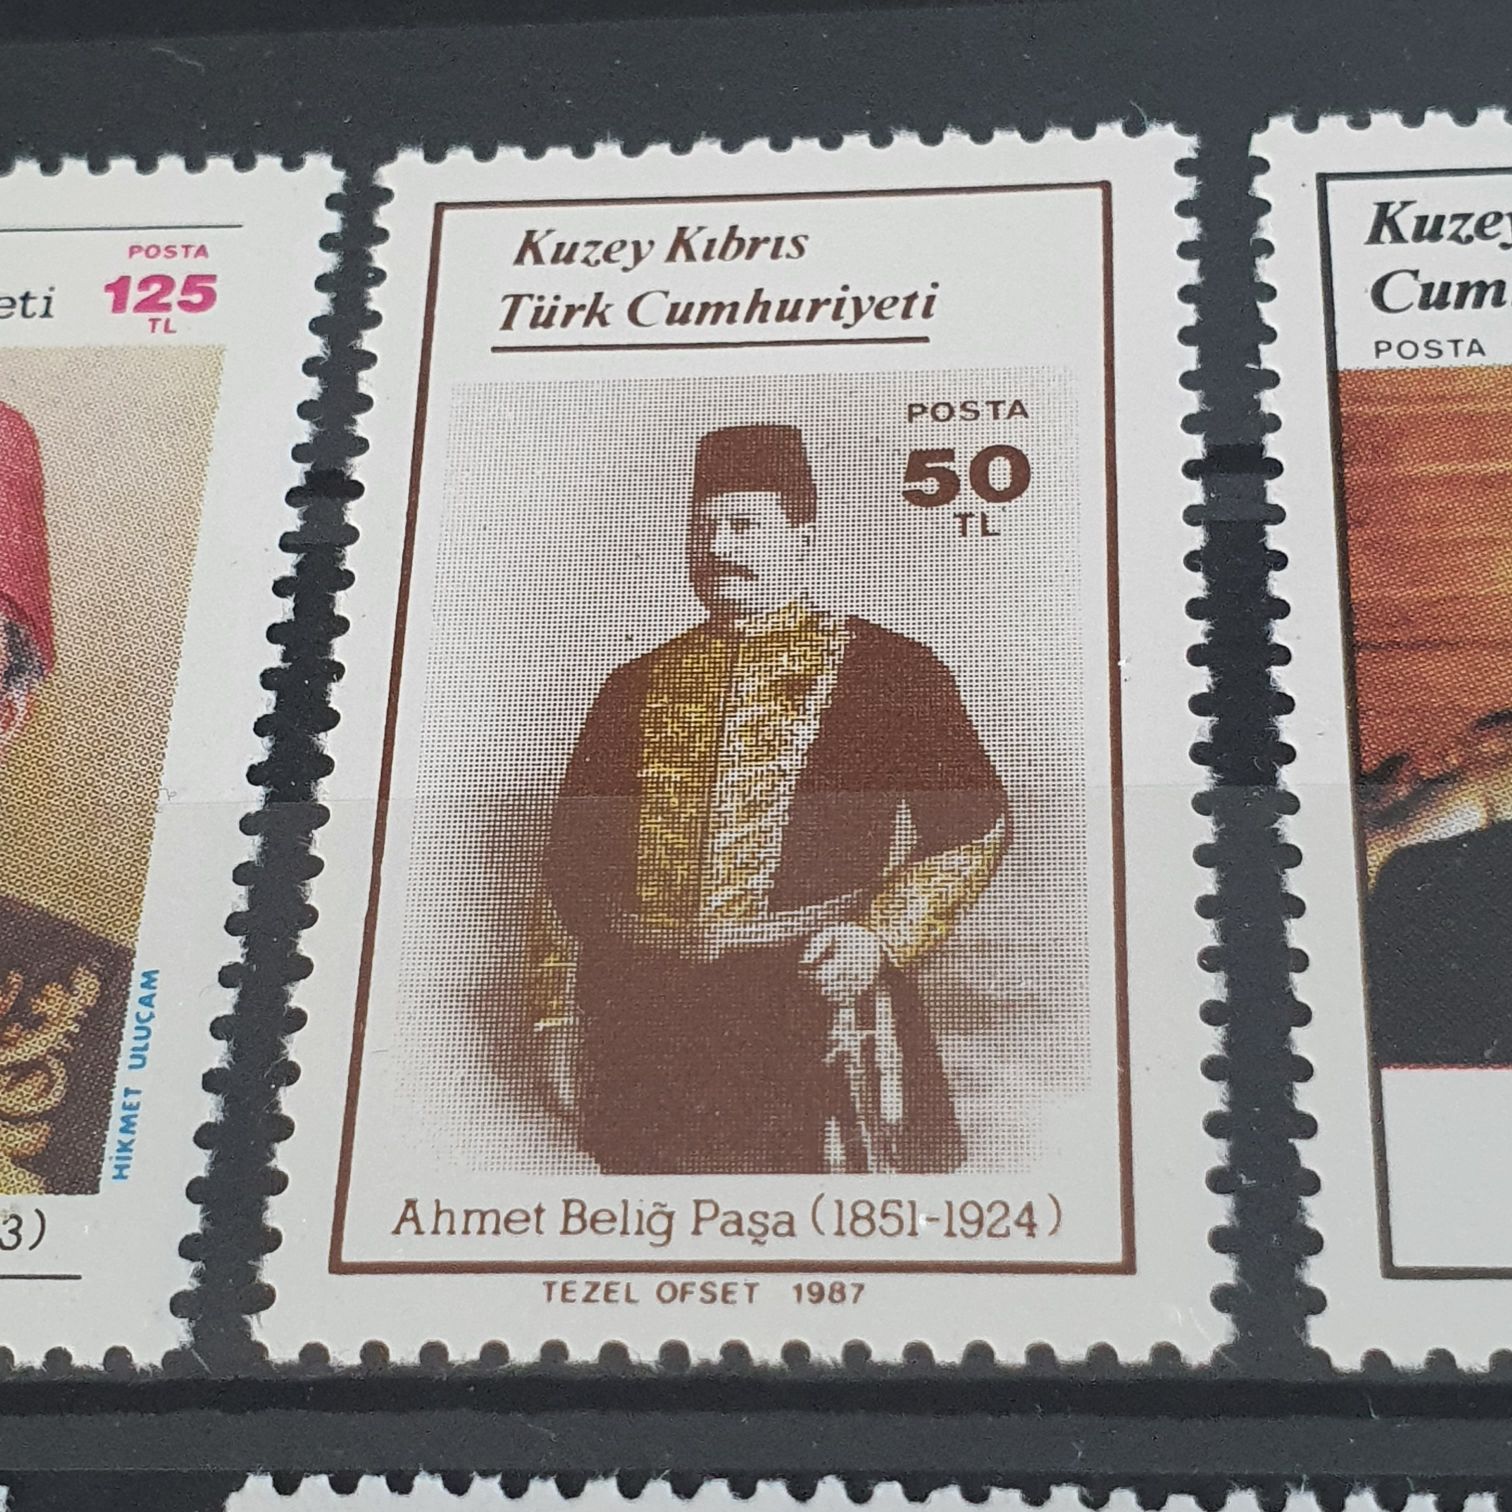 eti
POSTA
125
TL
HİKMET ULUÇAM
3)
Kuzey Kıbrıs
Türk Cumhuriyeti
POSTA
50
TL
Ahmet Beliğ Paşa (1851-1924)
TEZEL OFSET 1987
Kuzey
Cum
POSTA